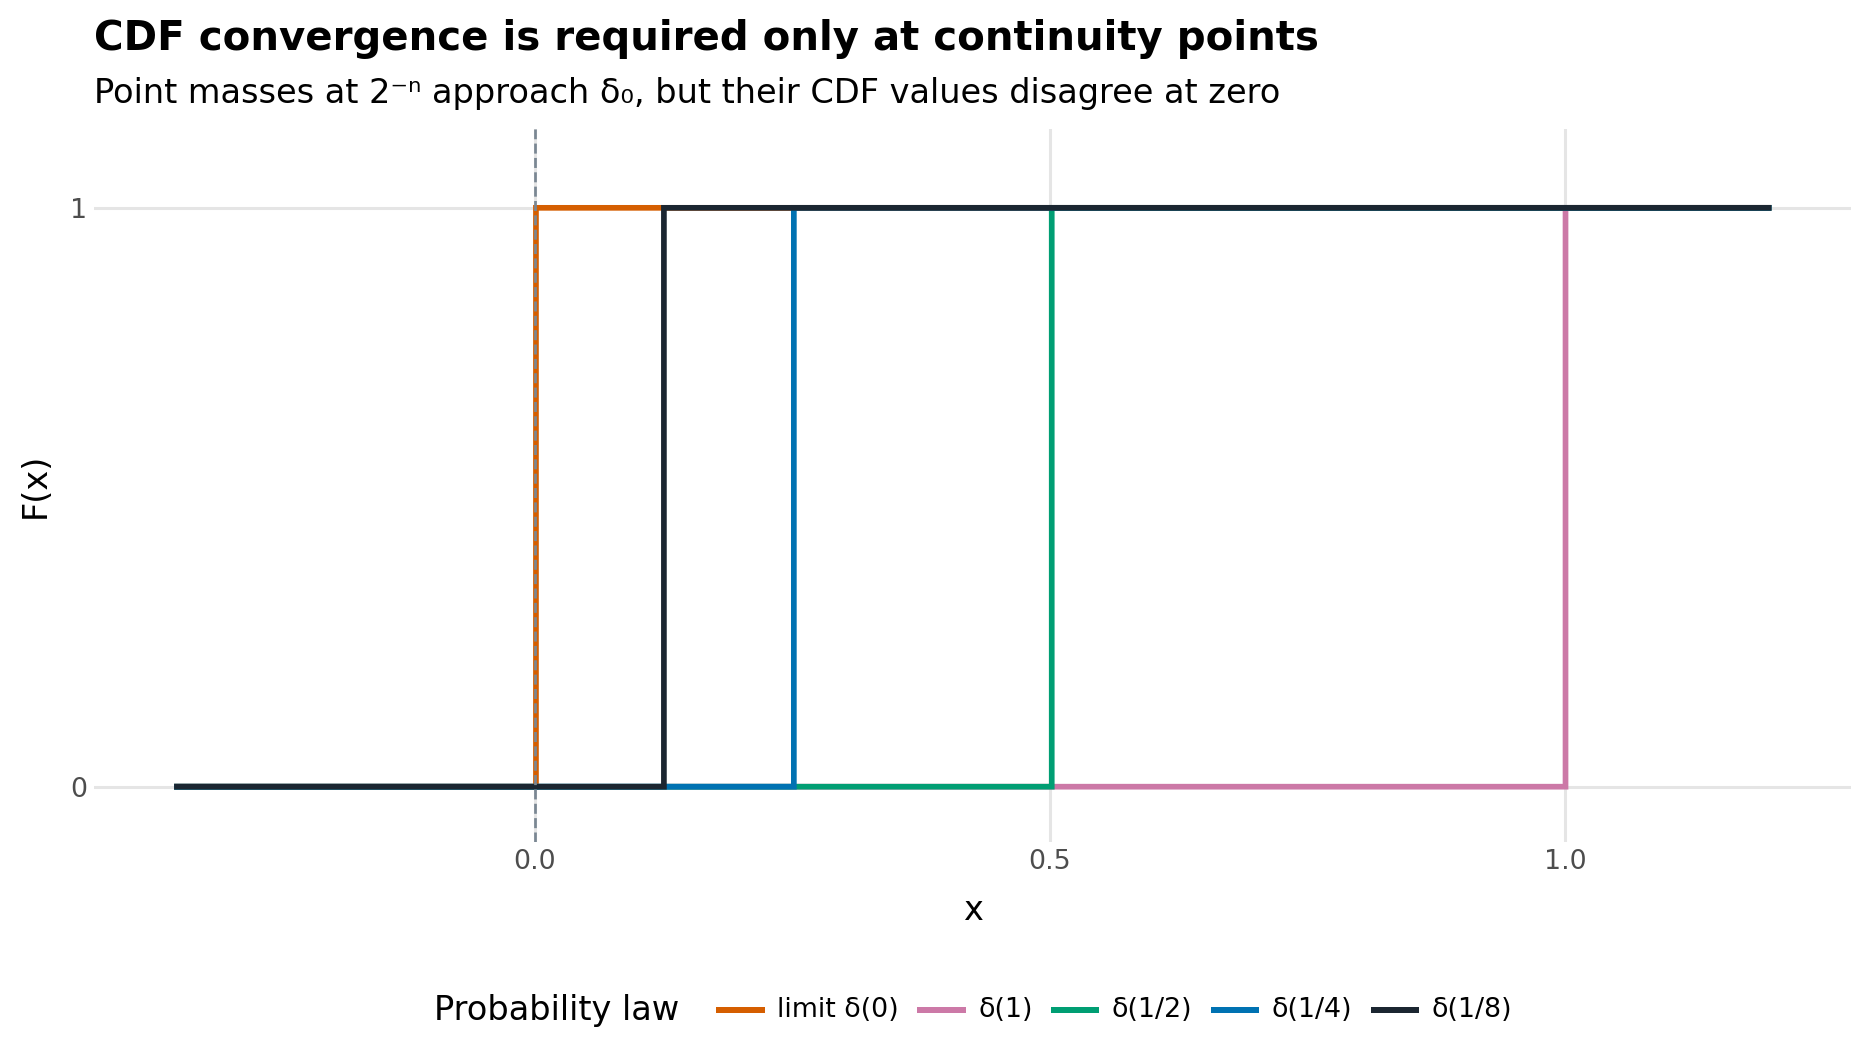 CDF convergence is required only at continuity points
Point masses at 2⁻ⁿ approach δ₀, but their CDF values disagree at zero
1
F(x)
0
0.0 0.5 1.0
x
Probability law limit δ(0) δ(1) δ(1/2) δ(1/4) δ(1/8)